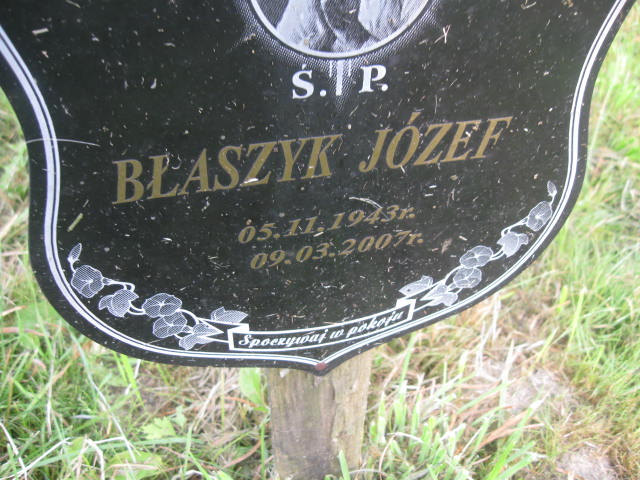 Ś. P.
BŁASZYK JÓZEF
05.11.1943r.
09.03.2007r.
Spoczywaj w pokoju